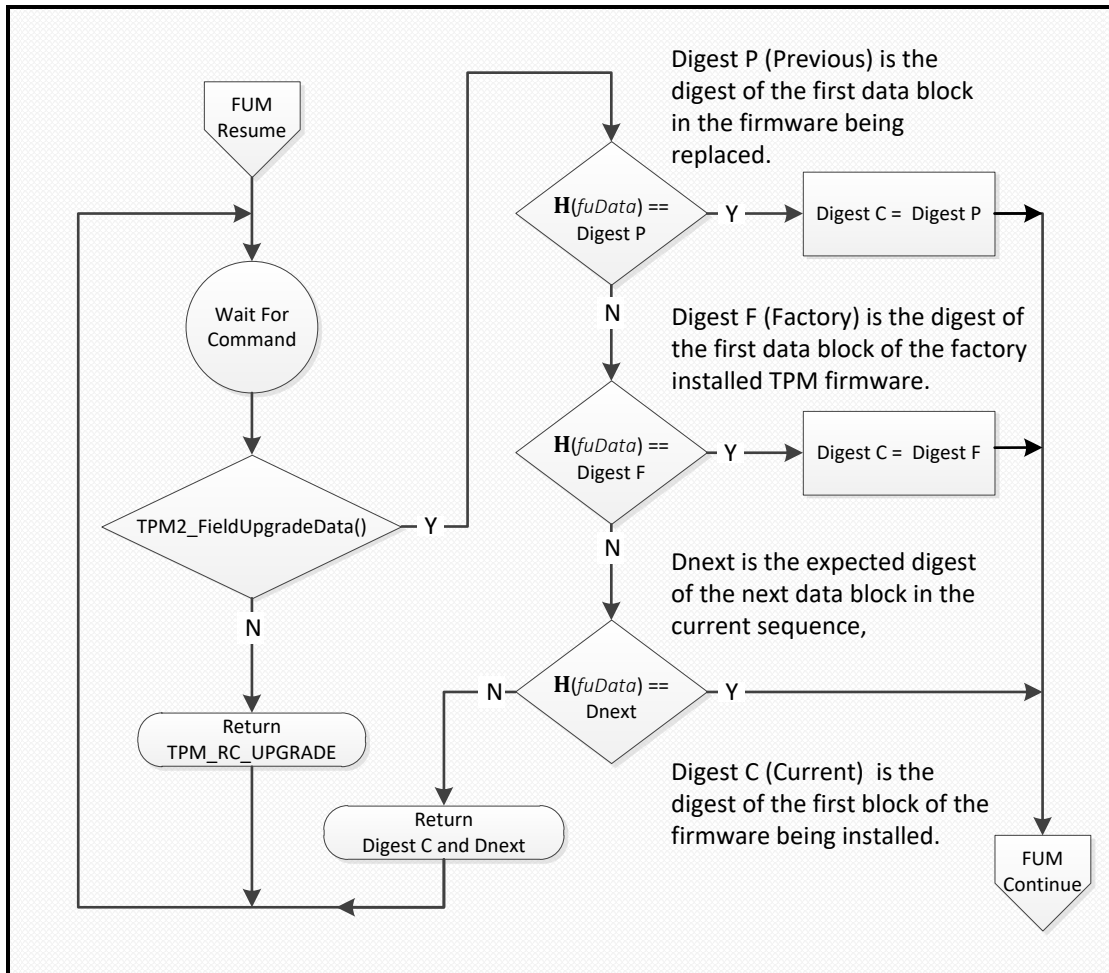 FUM
Resume
Wait For
Command
TPM2_FieldUpgradeData()
Y
N
Return
TPM_RC_UPGRADE
Digest P (Previous) is the
digest of the first data block
in the firmware being
replaced.
H(fuData) ==
Digest P
Y
Digest C =  Digest P
N
Digest F (Factory) is the digest of
the first data block of the factory
installed TPM firmware.
H(fuData) ==
Digest F
Y
Digest C =  Digest F
N
Dnext is the expected digest
of the next data block in the
current sequence,
H(fuData) ==
Dnext
N
Y
Return
Digest C and Dnext
Digest C (Current)  is the
digest of the first block of the
firmware being installed.
FUM
Continue